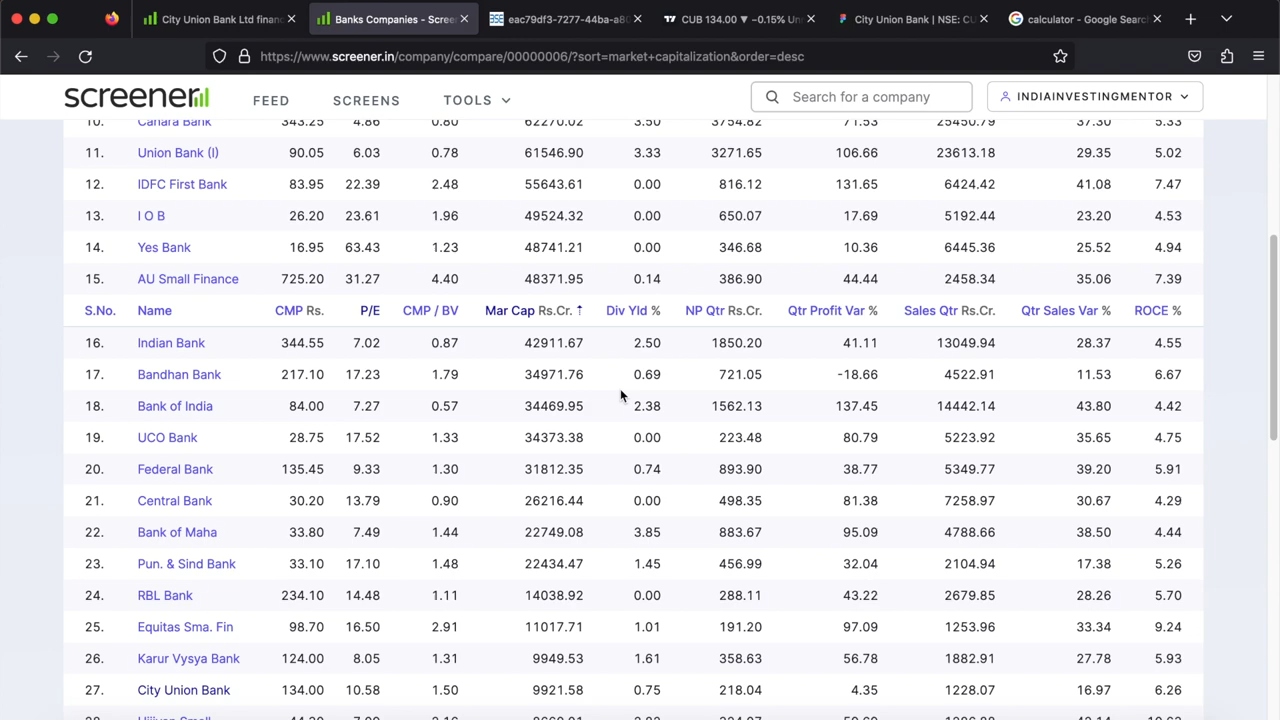 City Union Bank Ltd financ
Banks Companies - Scree
eac79df3-7277-44ba-a80
CUB 134.00 ▼ −0.15% Un
City Union Bank | NSE: CU
calculator - Google Searc
https://www.screener.in/company/compare/00000006/?sort=market+capitalization&order=desc
screener
FEED
SCREENS
TOOLS
Search for a company
INDIAINVESTINGMENTOR
10. Canara Bank 343.25 4.86 0.80 62270.02 3.50 3754.82 71.53 25450.79 37.30 5.33
11. Union Bank (I) 90.05 6.03 0.78 61546.90 3.33 3271.65 106.66 23613.18 29.35 5.02
12. IDFC First Bank 83.95 22.39 2.48 55643.61 0.00 816.12 131.65 6424.42 41.08 7.47
13. I O B 26.20 23.61 1.96 49524.32 0.00 650.07 17.69 5192.44 23.20 4.53
14. Yes Bank 16.95 63.43 1.23 48741.21 0.00 346.68 10.36 6445.36 25.52 4.94
15. AU Small Finance 725.20 31.27 4.40 48371.95 0.14 386.90 44.44 2458.34 35.06 7.39
S.No. Name CMP Rs. P/E CMP / BV Mar Cap Rs.Cr. ↑ Div Yld % NP Qtr Rs.Cr. Qtr Profit Var % Sales Qtr Rs.Cr. Qtr Sales Var % ROCE %
16. Indian Bank 344.55 7.02 0.87 42911.67 2.50 1850.20 41.11 13049.94 28.37 4.55
17. Bandhan Bank 217.10 17.23 1.79 34971.76 0.69 721.05 -18.66 4522.91 11.53 6.67
18. Bank of India 84.00 7.27 0.57 34469.95 2.38 1562.13 137.45 14442.14 43.80 4.42
19. UCO Bank 28.75 17.52 1.33 34373.38 0.00 223.48 80.79 5223.92 35.65 4.75
20. Federal Bank 135.45 9.33 1.30 31812.35 0.74 893.90 38.77 5349.77 39.20 5.91
21. Central Bank 30.20 13.79 0.90 26216.44 0.00 498.35 81.38 7258.97 30.67 4.29
22. Bank of Maha 33.80 7.49 1.44 22749.08 3.85 883.67 95.09 4788.66 38.50 4.44
23. Pun. & Sind Bank 33.10 17.10 1.48 22434.47 1.45 456.99 32.04 2104.94 17.38 5.26
24. RBL Bank 234.10 14.48 1.11 14038.92 0.00 288.11 43.22 2679.85 28.26 5.70
25. Equitas Sma. Fin 98.70 16.50 2.91 11017.71 1.01 191.20 97.09 1253.96 33.34 9.24
26. Karur Vysya Bank 124.00 8.05 1.31 9949.53 1.61 358.63 56.78 1882.91 27.78 5.93
27. City Union Bank 134.00 10.58 1.50 9921.58 0.75 218.04 4.35 1228.07 16.97 6.26